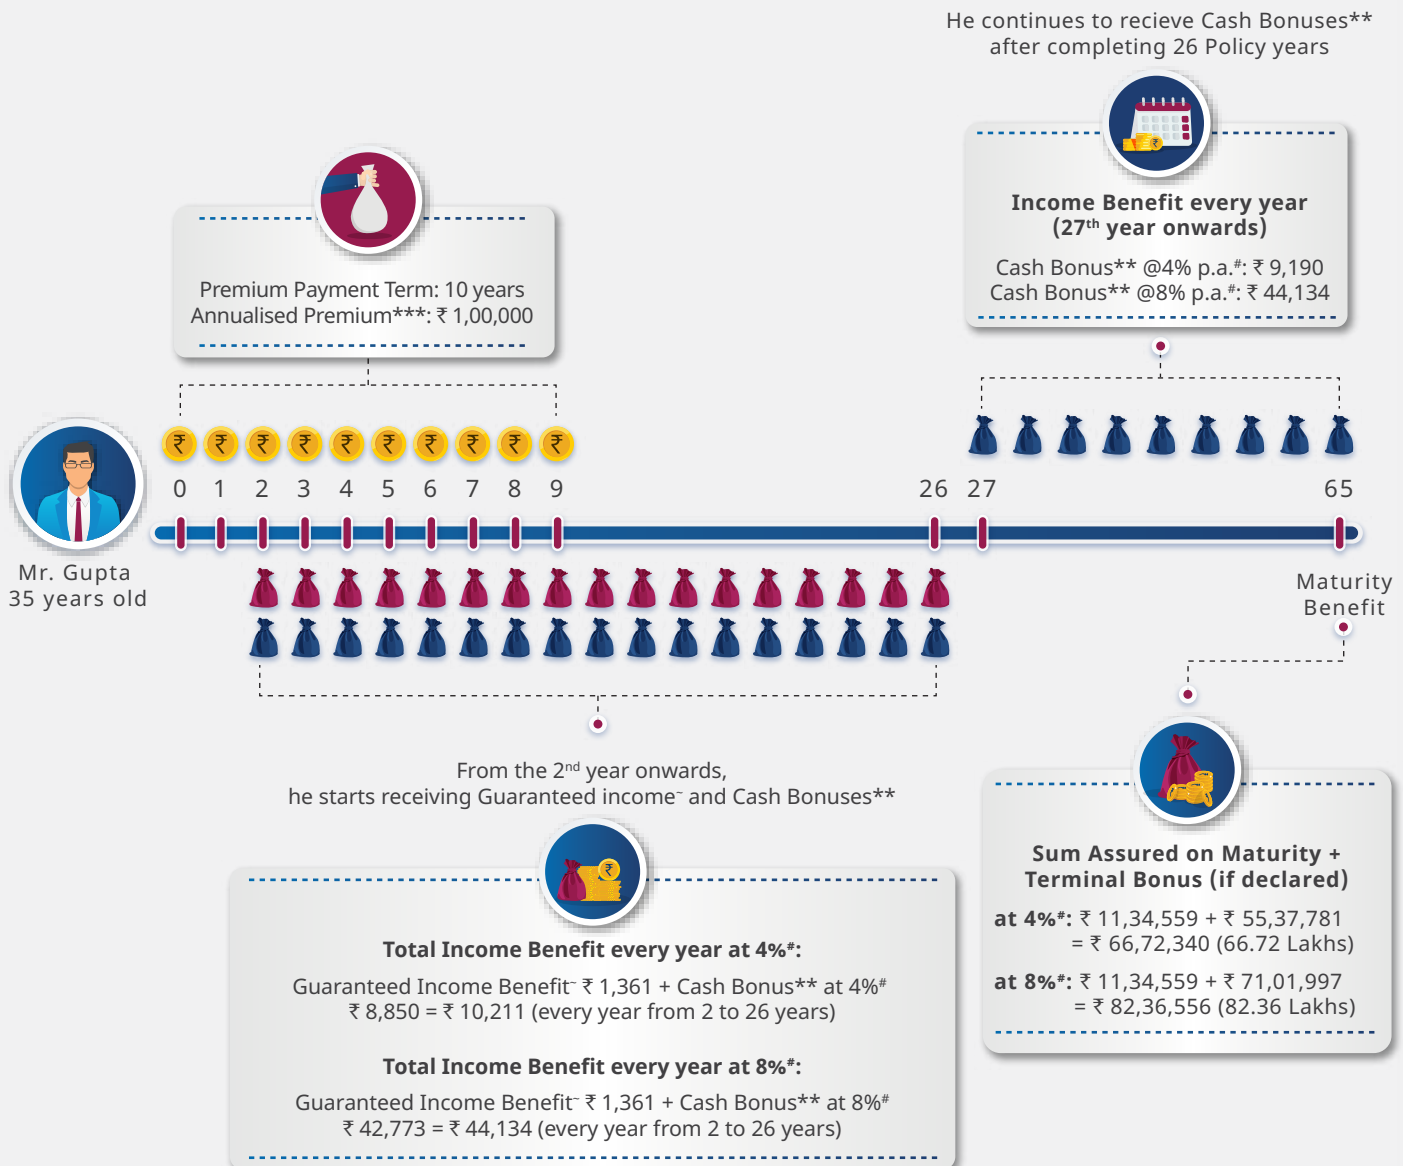 He continues to recieve Cash Bonuses**
after completing 26 Policy years
Income Benefit every year
(27th year onwards)
Cash Bonus** @4% p.a.#: ₹ 9,190
Cash Bonus** @8% p.a.#: ₹ 44,134
Premium Payment Term: 10 years
Annualised Premium***: ₹ 1,00,000
0 1 2 3 4 5 6 7 8 9 26 27 65
Mr. Gupta
35 years old
Maturity
Benefit
From the 2nd year onwards,
he starts receiving Guaranteed income~ and Cash Bonuses**
Total Income Benefit every year at 4%#:
Guaranteed Income Benefit~ ₹ 1,361 + Cash Bonus** at 4%#
₹ 8,850 = ₹ 10,211 (every year from 2 to 26 years)
Total Income Benefit every year at 8%#:
Guaranteed Income Benefit~ ₹ 1,361 + Cash Bonus** at 8%#
₹ 42,773 = ₹ 44,134 (every year from 2 to 26 years)
Sum Assured on Maturity +
Terminal Bonus (if declared)
at 4%#: ₹ 11,34,559 + ₹ 55,37,781
= ₹ 66,72,340 (66.72 Lakhs)
at 8%#: ₹ 11,34,559 + ₹ 71,01,997
= ₹ 82,36,556 (82.36 Lakhs)